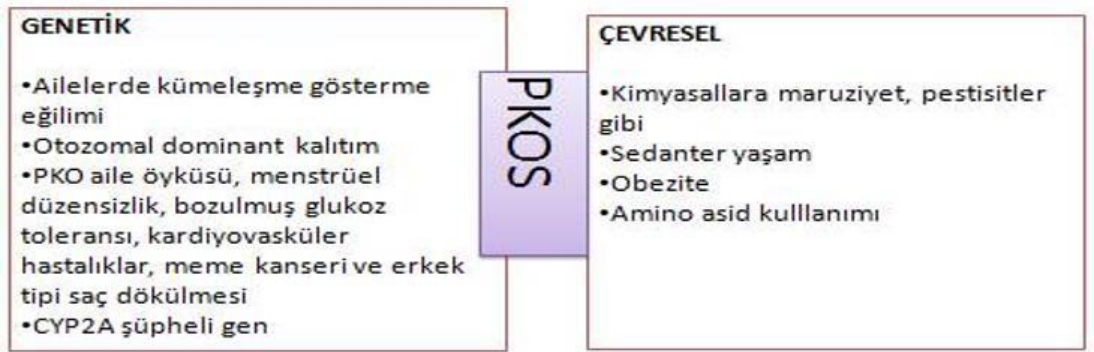 GENETİK
•Ailelerde kümeleşme gösterme
eğilimi
•Otozomal dominant kalıtım
•PKO aile öyküsü, menstrüel
düzensizlik, bozulmuş glukoz
toleransı, kardiyovasküler
hastalıklar, meme kanseri ve erkek
tipi saç dökülmesi
•CYP2A şüpheli gen
PKOS
ÇEVRESEL
•Kimyasallara maruziyet, pestisitler
gibi
•Sedanter yaşam
•Obezite
•Amino asid kulllanımı